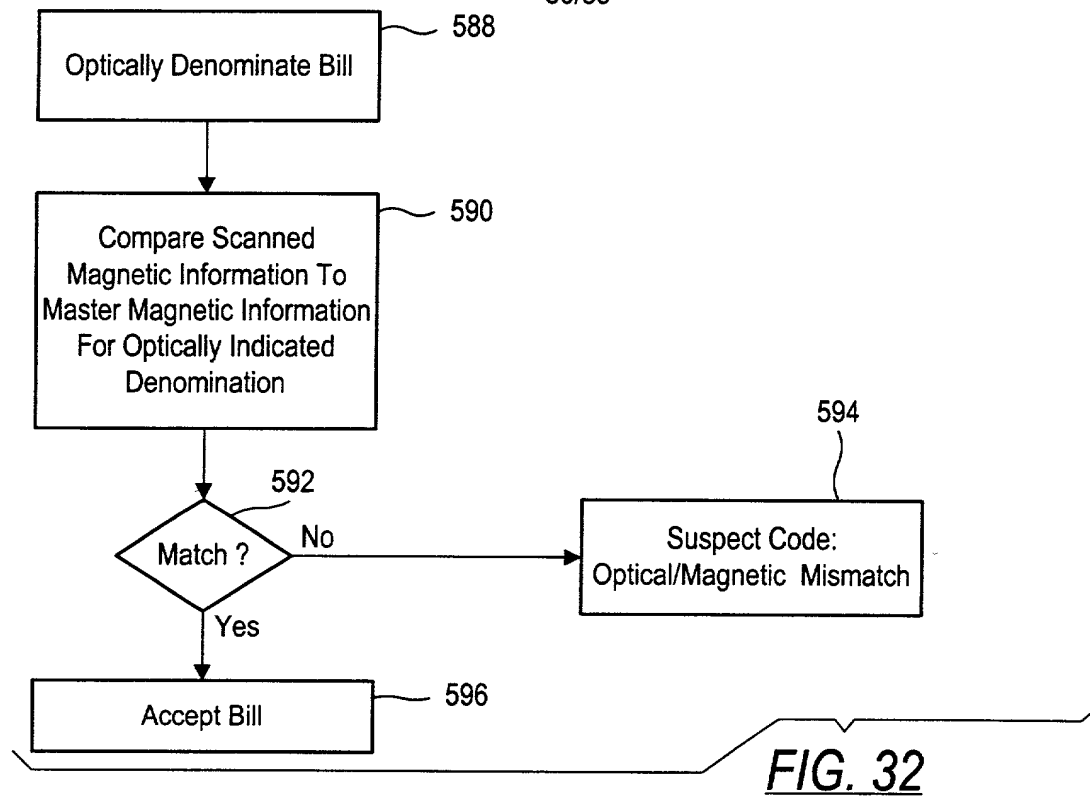 588
Optically Denominate Bill
590
Compare Scanned
Magnetic Information To
Master Magnetic Information
For Optically Indicated
Denomination
592
Match ?
No
594
Suspect Code:
Optical/Magnetic Mismatch
Yes
596
Accept Bill
FIG. 32